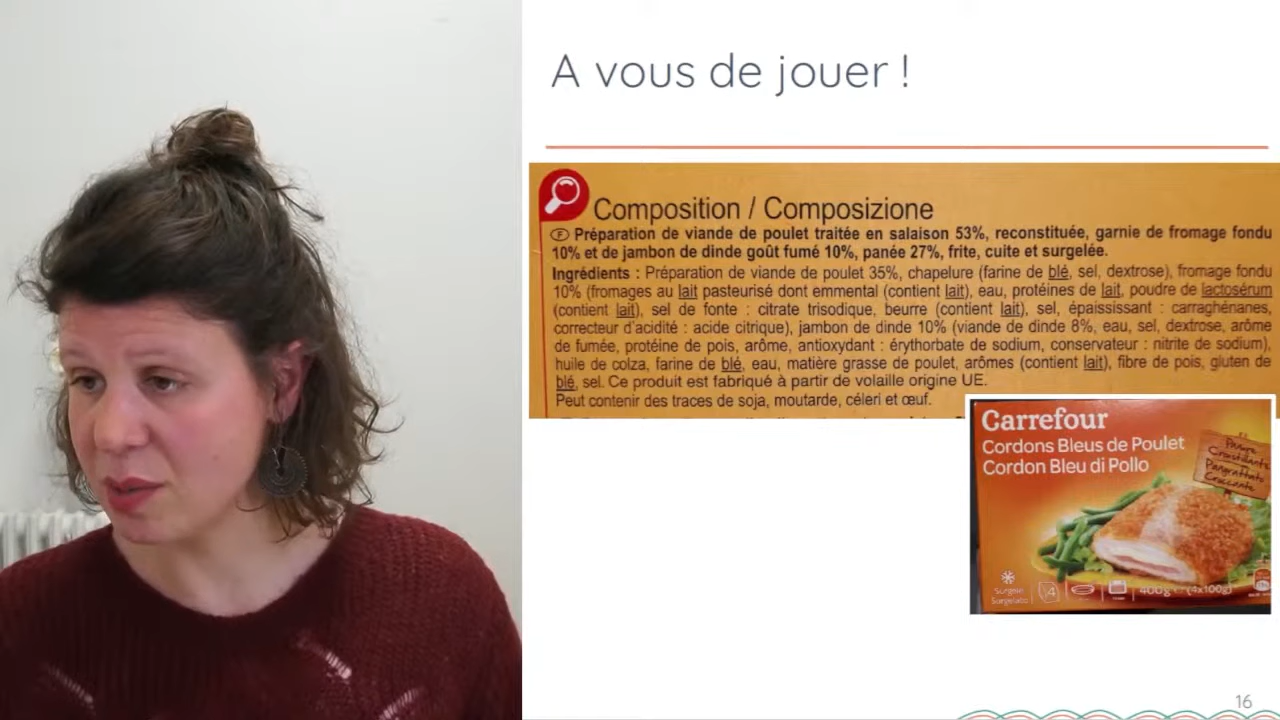 A vous de jouer !
Composition / Composizione
F Préparation de viande de poulet traitée en salaison 53%, reconstituée, garnie de fromage fondu
10% et de jambon de dinde goût fumé 10%, panée 27%, frite, cuite et surgelée.
Ingrédients : Préparation de viande de poulet 35%, chapelure (farine de blé, sel, dextrose), fromage fondu
10% (fromages au lait pasteurisé dont emmental (contient lait), eau, protéines de lait, poudre de lactosérum
(contient lait), sel de fonte : citrate trisodique, beurre (contient lait), sel, épaississant : carraghénanes,
correcteur d'acidité : acide citrique), jambon de dinde 10% (viande de dinde 8%, eau, sel, dextrose, arôme
de fumée, protéine de pois, arôme, antioxydant : érythorbate de sodium, conservateur : nitrite de sodium),
huile de colza, farine de blé, eau, matière grasse de poulet, arômes (contient lait), fibre de pois, gluten de
blé, sel. Ce produit est fabriqué à partir de volaille origine UE.
Peut contenir des traces de soja, moutarde, céleri et œuf.
Carrefour
Cordons Bleus de Poulet
Cordon Bleu di Pollo
Panure
Croustillante
Pangrattato
Croccante
Surgelé
Surgelato
4
400g (4x100g)
16